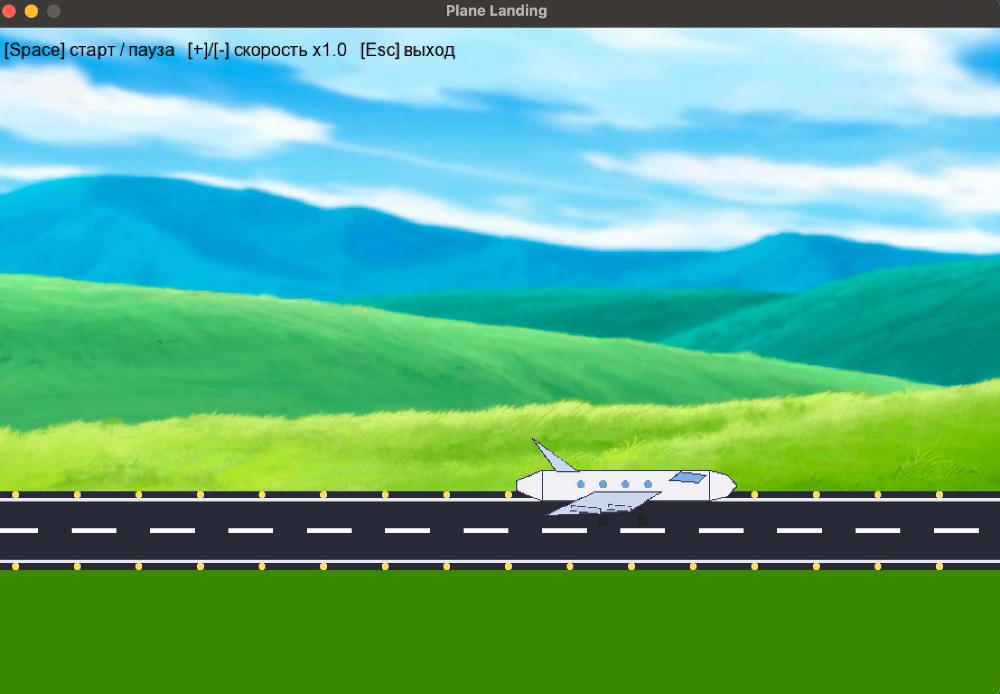 Plane Landing
[Space] старт / пауза [+]/[-] скорость x1.0 [Esc] выход